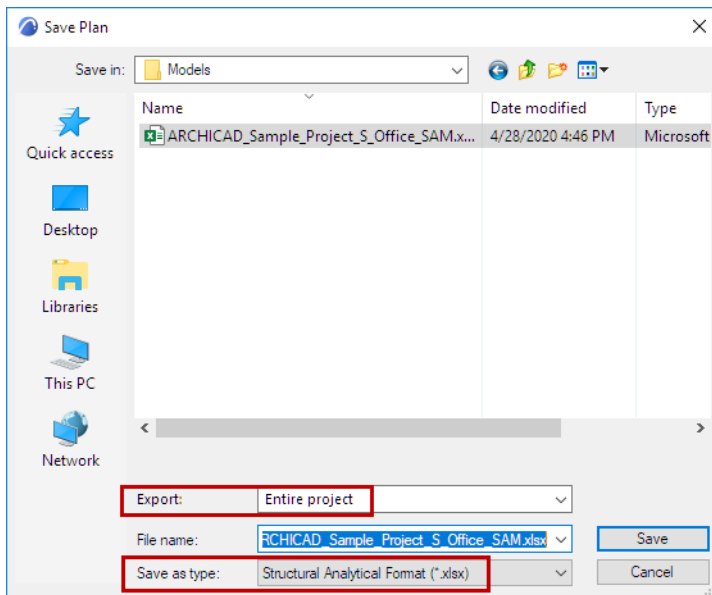 Save Plan
Save in: Models
Name Date modified Type
ARCHICAD_Sample_Project_S_Office_SAM.x... 4/28/2020 4:46 PM Microsoft
Quick access
Desktop
Libraries
This PC
Network
Export: Entire project
File name: RCHICAD_Sample_Project_S_Office_SAM.xlsx Save
Save as type: Structural Analytical Format (*.xlsx) Cancel